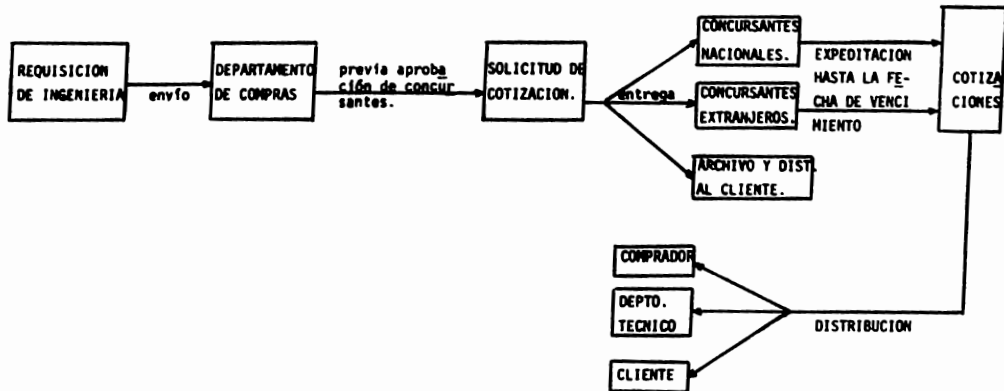 REQUISICION
DE INGENIERIA
envío
DEPARTAMENTO
DE COMPRAS
previa aproba
ción de concur
santes.
SOLICITUD DE
COTIZACION.
entrega
CONCURSANTES
NACIONALES.
CONCURSANTES
EXTRANJEROS.
ARCHIVO Y DIST.
AL CLIENTE.
EXPEDITACION
HASTA LA FE-
CHA DE VENCI
MIENTO
COTIZA
CIONES
COMPRADOR
DEPTO.
TECNICO
CLIENTE
DISTRIBUCION